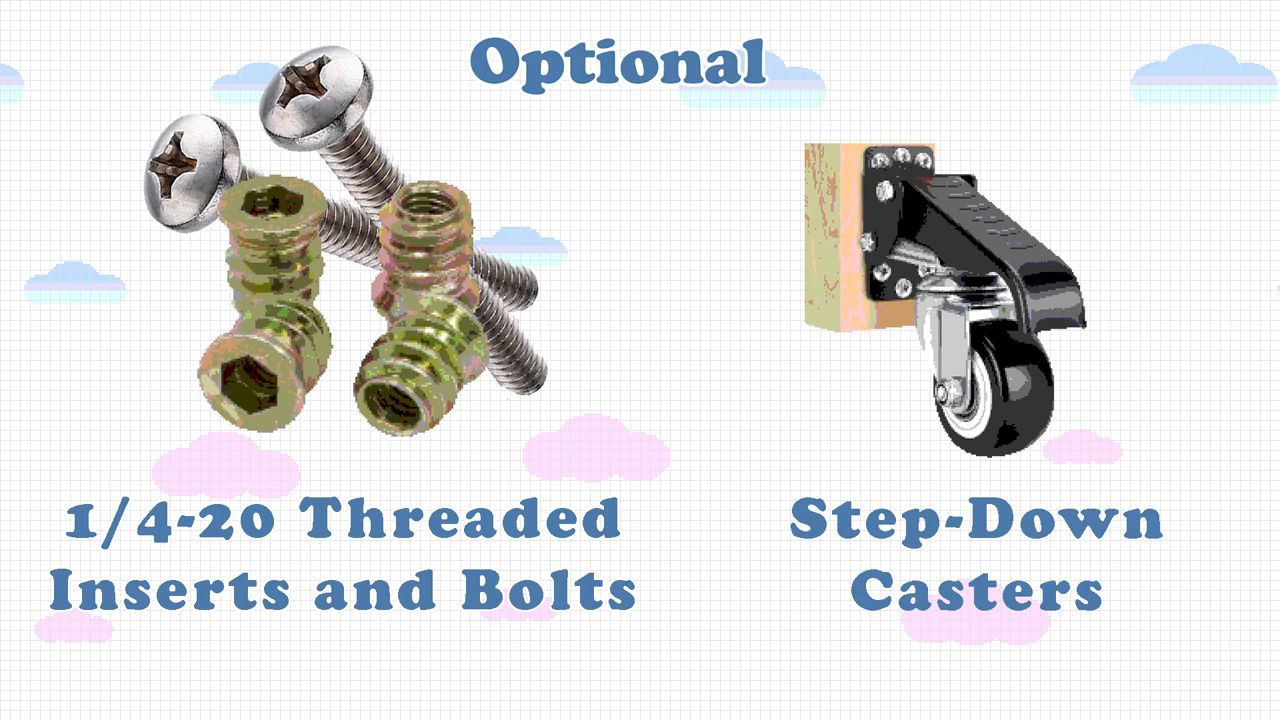 Optional
1/4-20 Threaded
Inserts and Bolts
Step-Down
Casters